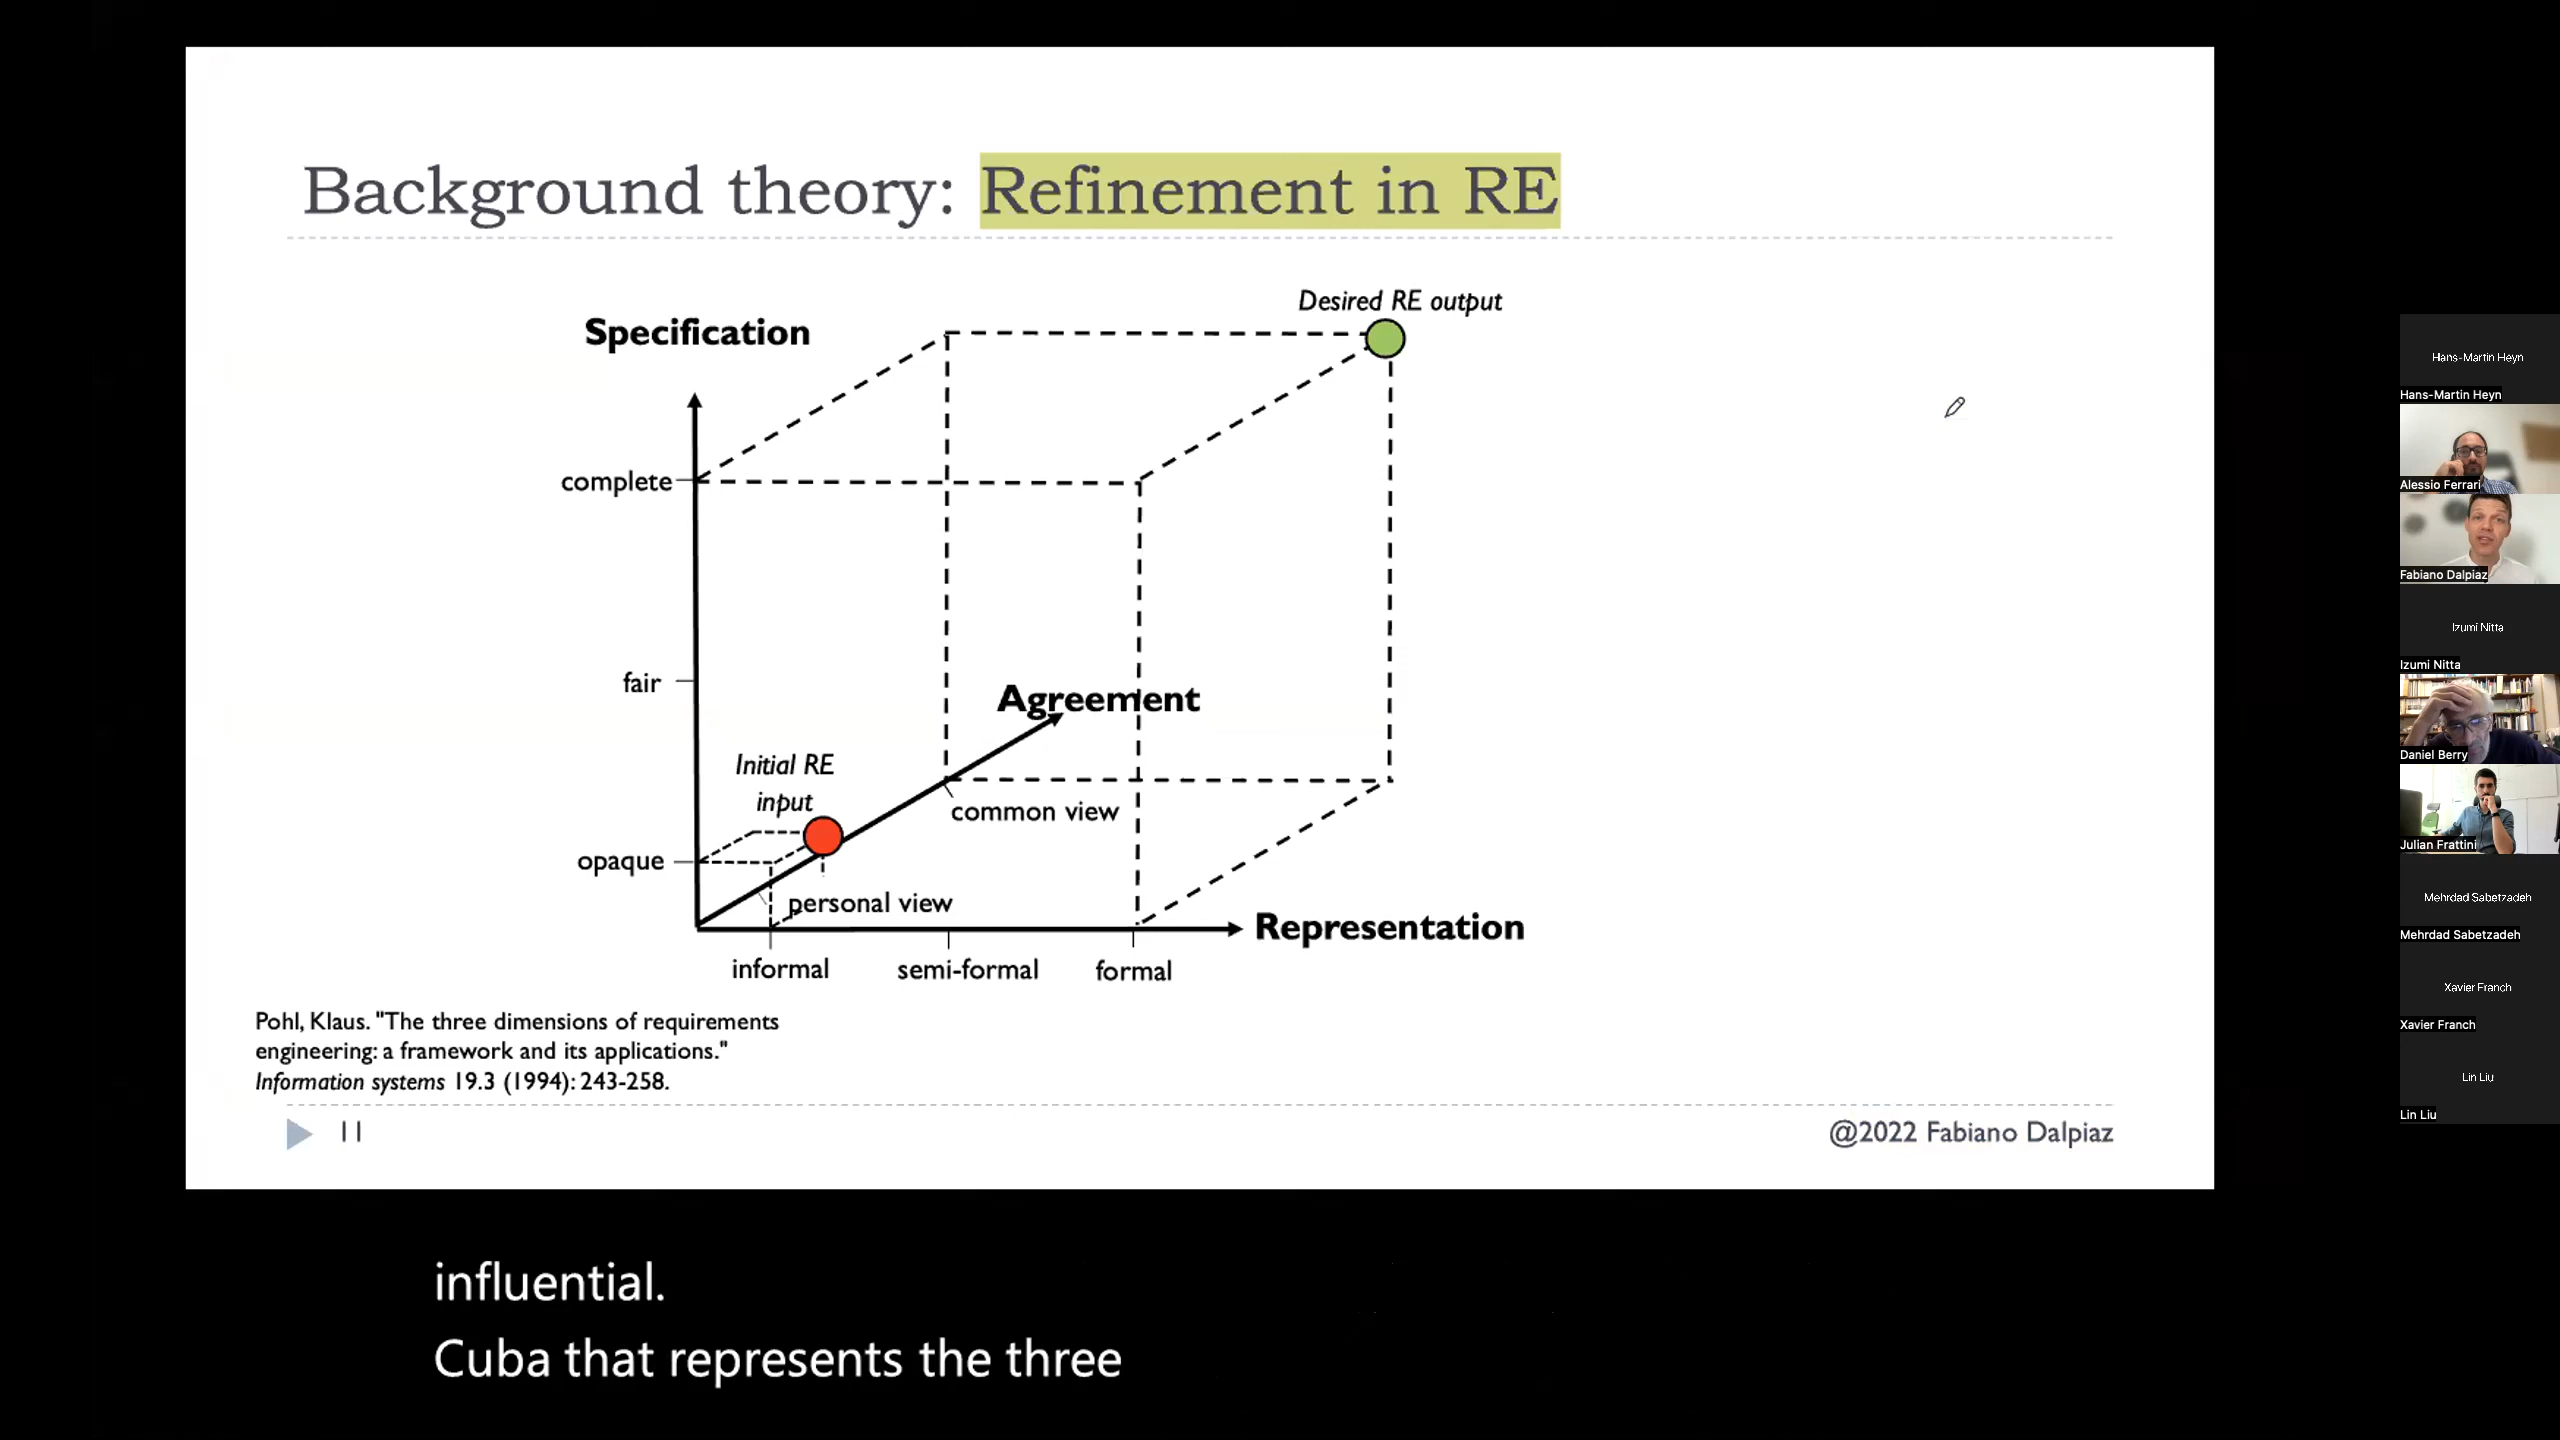 Background theory: Refinement in RE
Desired RE output
Specification
complete
fair
Agreement
Initial RE
input
common view
opaque
personal view
Representation
informal
semi-formal
formal
Pohl, Klaus. "The three dimensions of requirements
engineering: a framework and its applications."
Information systems 19.3 (1994): 243-258.
@2022 Fabiano Dalpiaz
Hans-Martin Heyn
Hans-Martin Heyn
Alessio Ferrari
Fabiano Dalpiaz
Izumi Nitta
Izumi Nitta
Daniel Berry
Julian Frattini
Mehrdad Sabetzadeh
Mehrdad Sabetzadeh
Xavier Franch
Xavier Franch
Lin Liu
Lin Liu
influential.
Cuba that represents the three